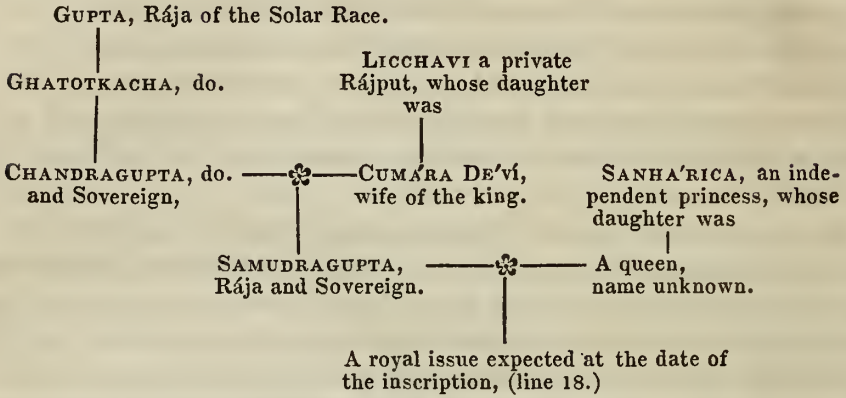 GUPTA, Rája of the Solar Race.
LICCHAVI a private
Rájput, whose daughter
was
GHATOTKACHA, do.
CHANDRAGUPTA, do.
and Sovereign,
CUMÁRA DE'Ví,
wife of the king.
SANHA'RICA, an inde-
pendent princess, whose
daughter was
SAMUDRAGUPTA,
Rája and Sovereign.
A queen,
name unknown.
A royal issue expected at the date of
the inscription, (line 18.)